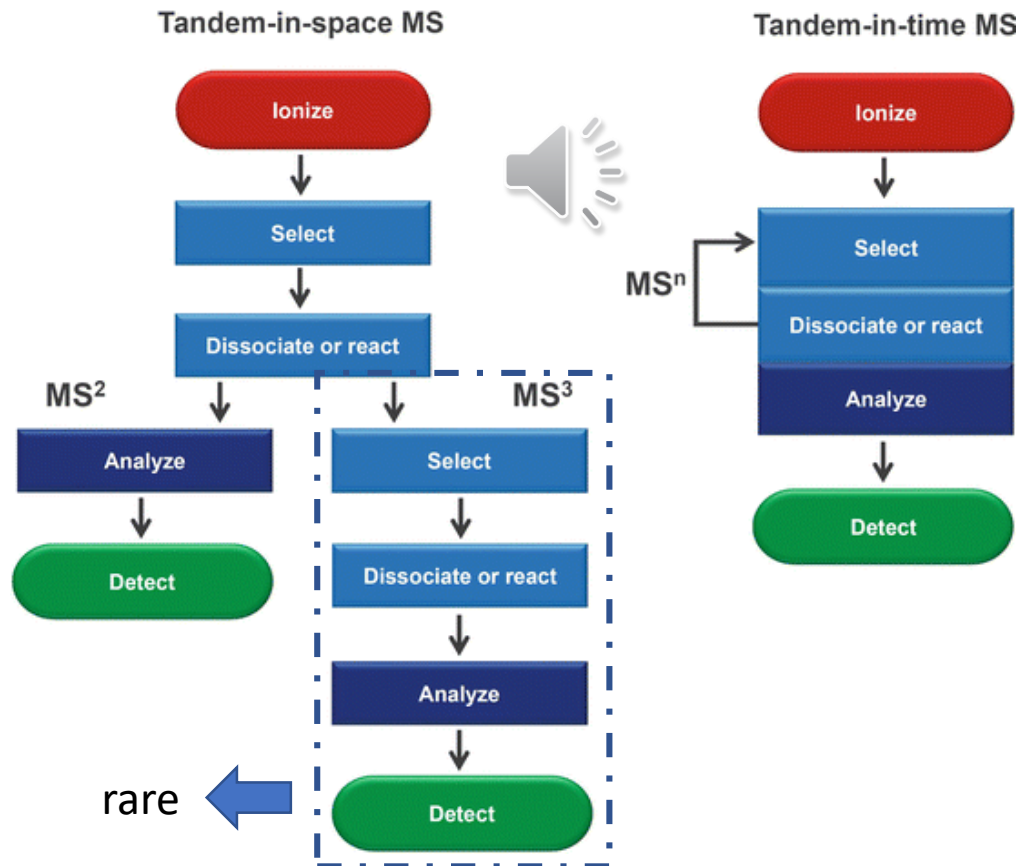 Tandem-in-space MS
Ionize
Select
Dissociate or react
MS²
Analyze
Detect
MS³
Select
Dissociate or react
Analyze
Detect
rare
Tandem-in-time MS
Ionize
MSⁿ
Select
Dissociate or react
Analyze
Detect